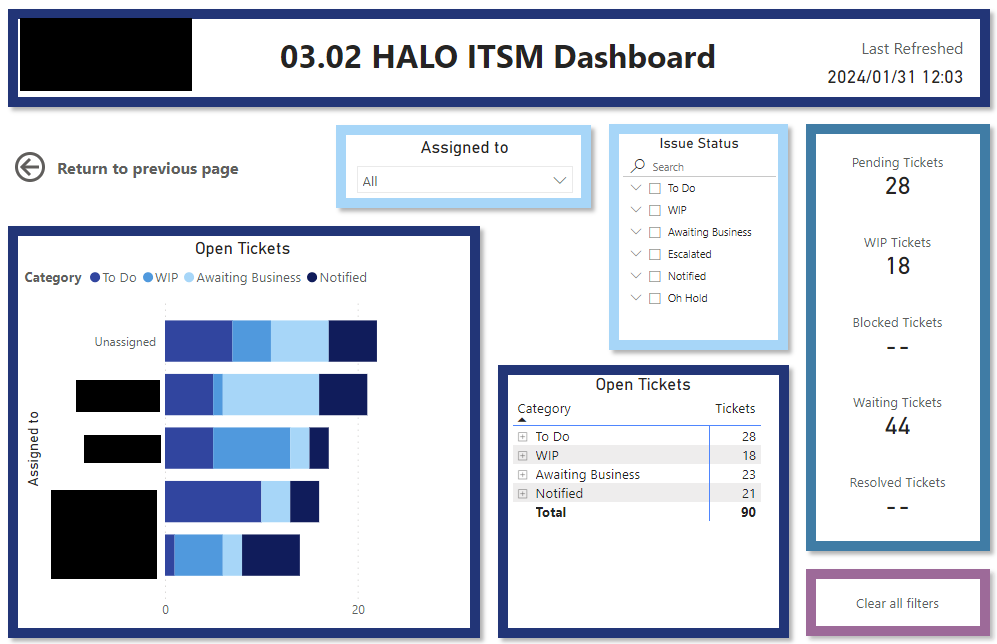 03.02 HALO ITSM Dashboard
Last Refreshed
2024/01/31 12:03
Return to previous page
Assigned to
All
Issue Status
Search
To Do
WIP
Awaiting Business
Escalated
Notified
Oh Hold
Pending Tickets
28
WIP Tickets
18
Blocked Tickets
--
Waiting Tickets
44
Resolved Tickets
--
Clear all filters
Open Tickets
Category To Do WIP Awaiting Business Notified
Assigned to
Unassigned
0 20
Open Tickets
Category Tickets
To Do 28
WIP 18
Awaiting Business 23
Notified 21
Total 90